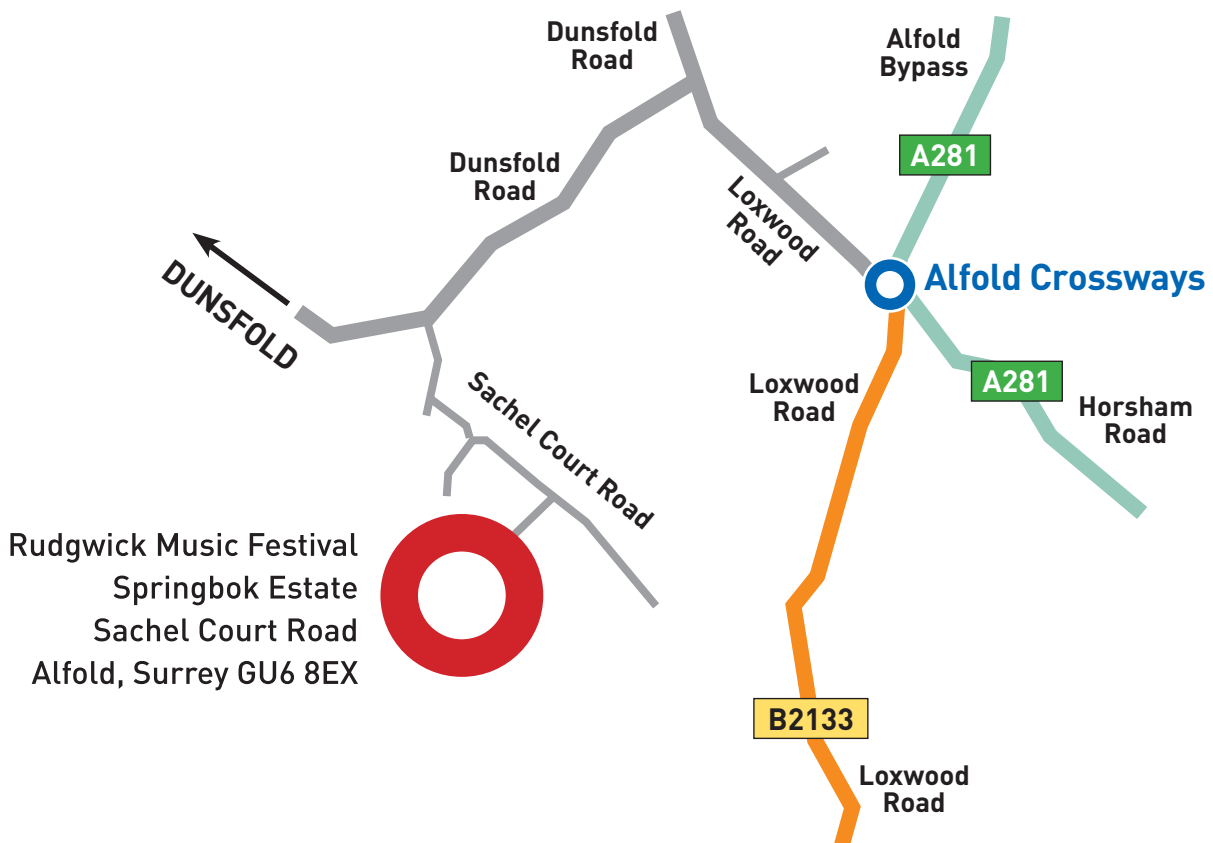 Dunsfold
Road
Alfold
Bypass
A281
Dunsfold
Road
Loxwood
Road
Alfold Crossways
DUNSFOLD
A281
Loxwood
Road
Horsham
Road
Sachel Court Road
Rudgwick Music Festival
Springbok Estate
Sachel Court Road
Alfold, Surrey GU6 8EX
B2133
Loxwood
Road